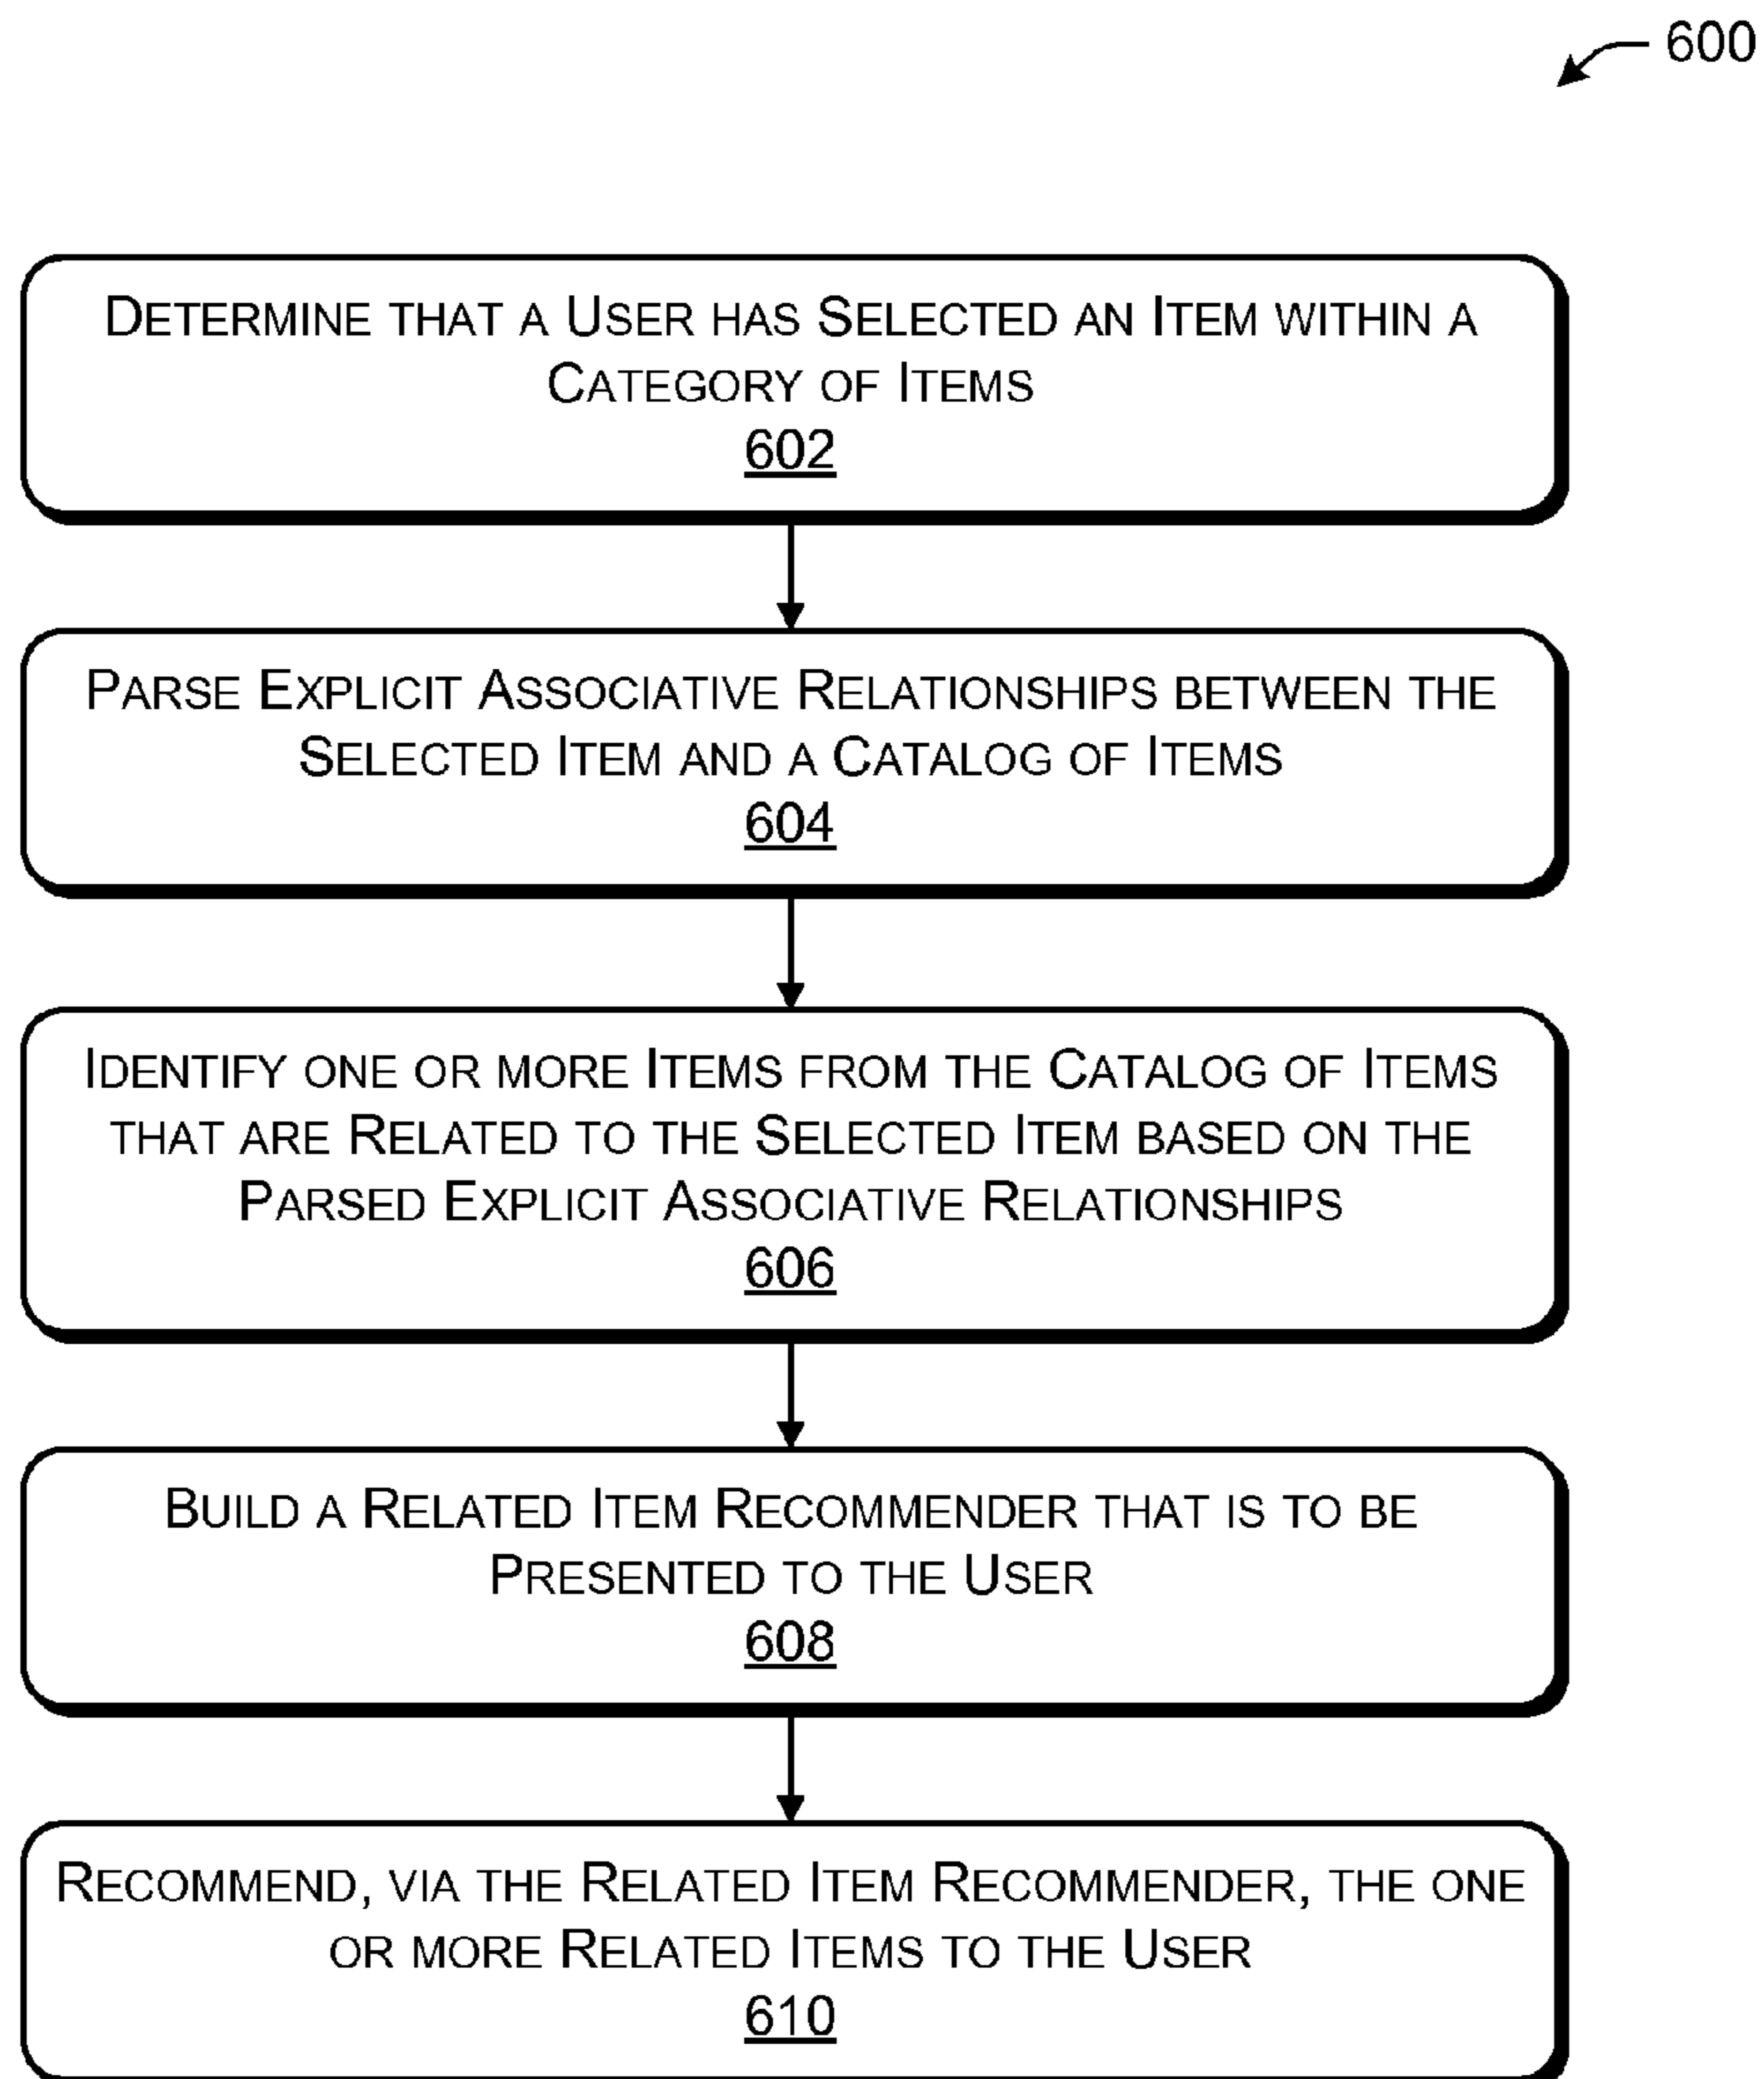 600
DETERMINE THAT A USER HAS SELECTED AN ITEM WITHIN A
CATEGORY OF ITEMS
602
PARSE EXPLICIT ASSOCIATIVE RELATIONSHIPS BETWEEN THE
SELECTED ITEM AND A CATALOG OF ITEMS
604
IDENTIFY ONE OR MORE ITEMS FROM THE CATALOG OF ITEMS
THAT ARE RELATED TO THE SELECTED ITEM BASED ON THE
PARSED EXPLICIT ASSOCIATIVE RELATIONSHIPS
606
BUILD A RELATED ITEM RECOMMENDER THAT IS TO BE
PRESENTED TO THE USER
608
RECOMMEND, VIA THE RELATED ITEM RECOMMENDER, THE ONE
OR MORE RELATED ITEMS TO THE USER
610